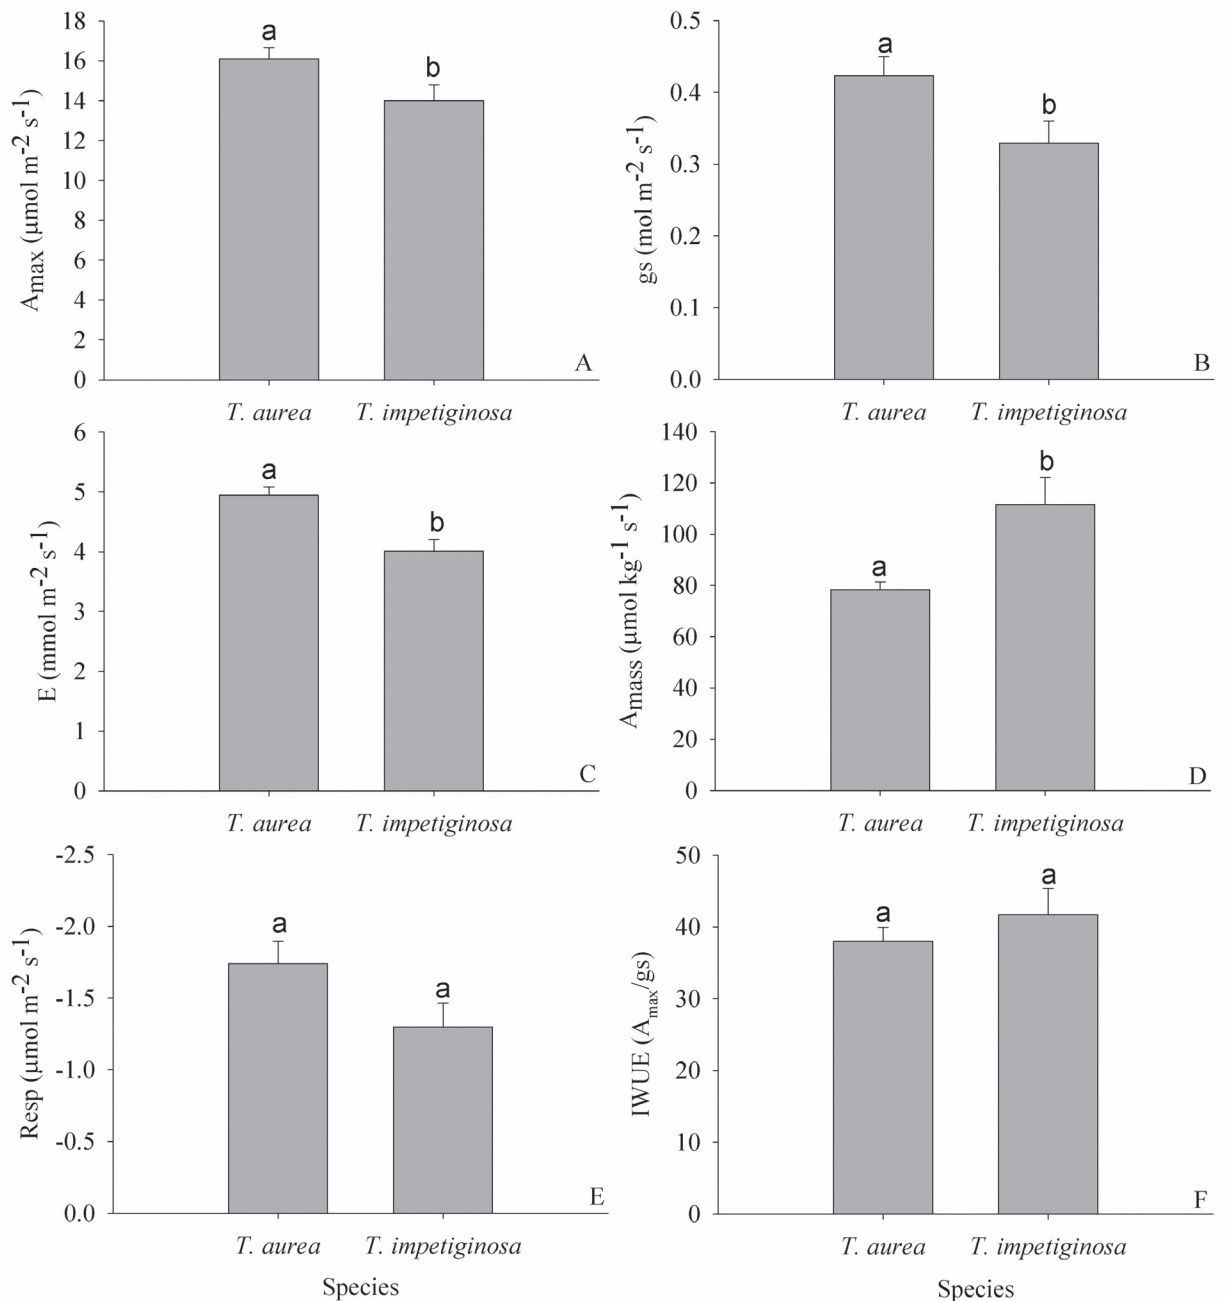 18
16
14
12
10
8
6
4
2
0
Amax (µmol m-2 s-1)
a
b
A
T. aurea T. impetiginosa
0.5
0.4
0.3
0.2
0.1
0.0
gs (mol m-2 s-1)
a
b
B
T. aurea T. impetiginosa
6
5
4
3
2
1
0
E (mmol m-2 s-1)
a
b
C
T. aurea T. impetiginosa
140
120
100
80
60
40
20
0
Amass (µmol kg-1 s-1)
a
b
D
T. aurea T. impetiginosa
-2.5
-2.0
-1.5
-1.0
-0.5
0.0
Resp (µmol m-2 s-1)
a
a
E
T. aurea T. impetiginosa
Species
50
40
30
20
10
0
IWUE (Amax/gs)
a
a
F
T. aurea T. impetiginosa
Species